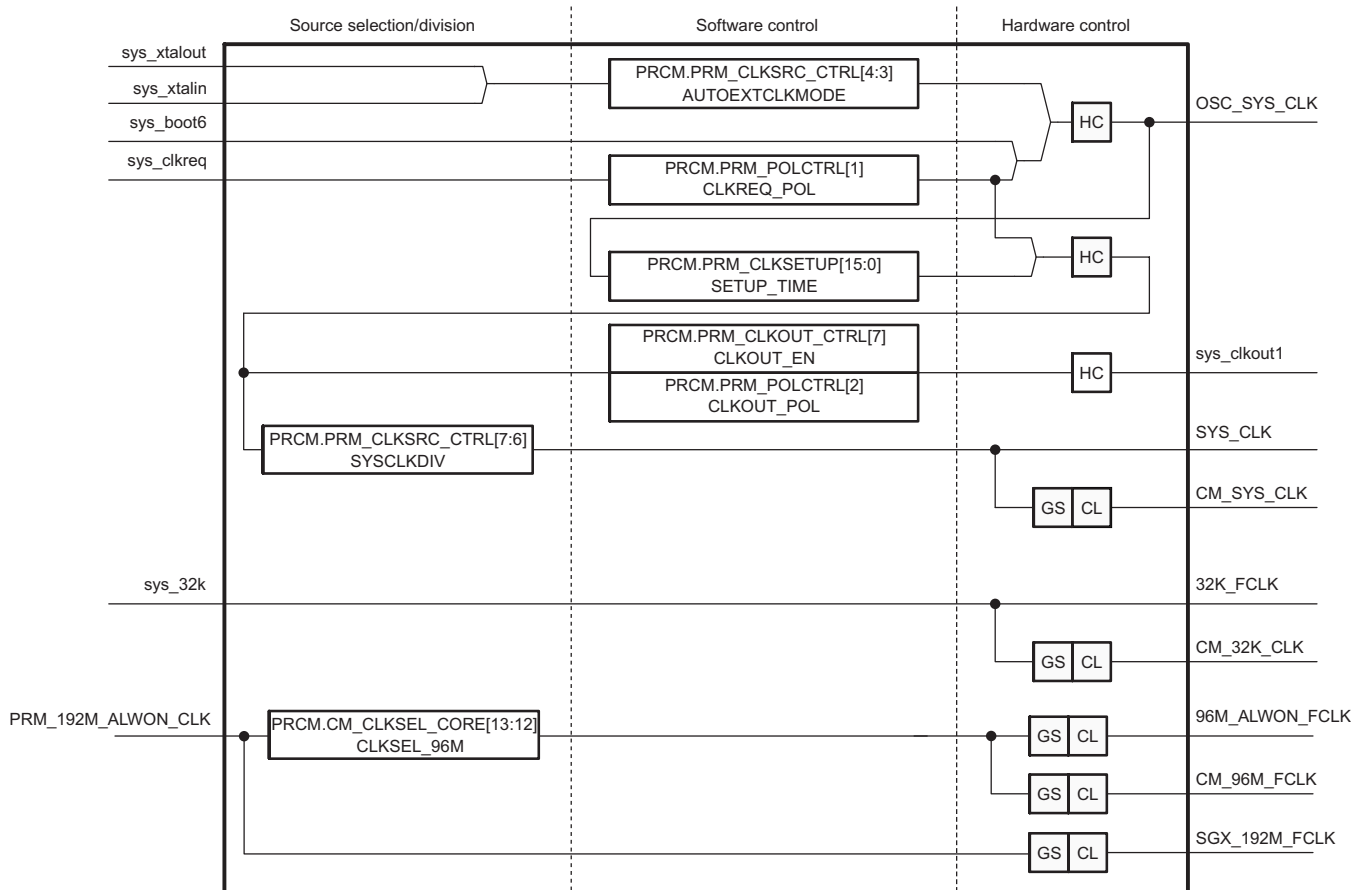 Source selection/division
Software control
Hardware control
sys_xtalout
sys_xtalin
sys_boot6
sys_clkreq
PRCM.PRM_CLKSRC_CTRL[4:3]
AUTOEXTCLKMODE
HC
OSC_SYS_CLK
PRCM.PRM_POLCTRL[1]
CLKREQ_POL
PRCM.PRM_CLKSETUP[15:0]
SETUP_TIME
HC
PRCM.PRM_CLKOUT_CTRL[7]
CLKOUT_EN
PRCM.PRM_POLCTRL[2]
CLKOUT_POL
HC
sys_clkout1
PRCM.PRM_CLKSRC_CTRL[7:6]
SYSCLKDIV
SYS_CLK
GS CL
CM_SYS_CLK
sys_32k
32K_FCLK
GS CL
CM_32K_CLK
PRM_192M_ALWON_CLK
PRCM.CM_CLKSEL_CORE[13:12]
CLKSEL_96M
GS CL
96M_ALWON_FCLK
GS CL
CM_96M_FCLK
GS CL
SGX_192M_FCLK